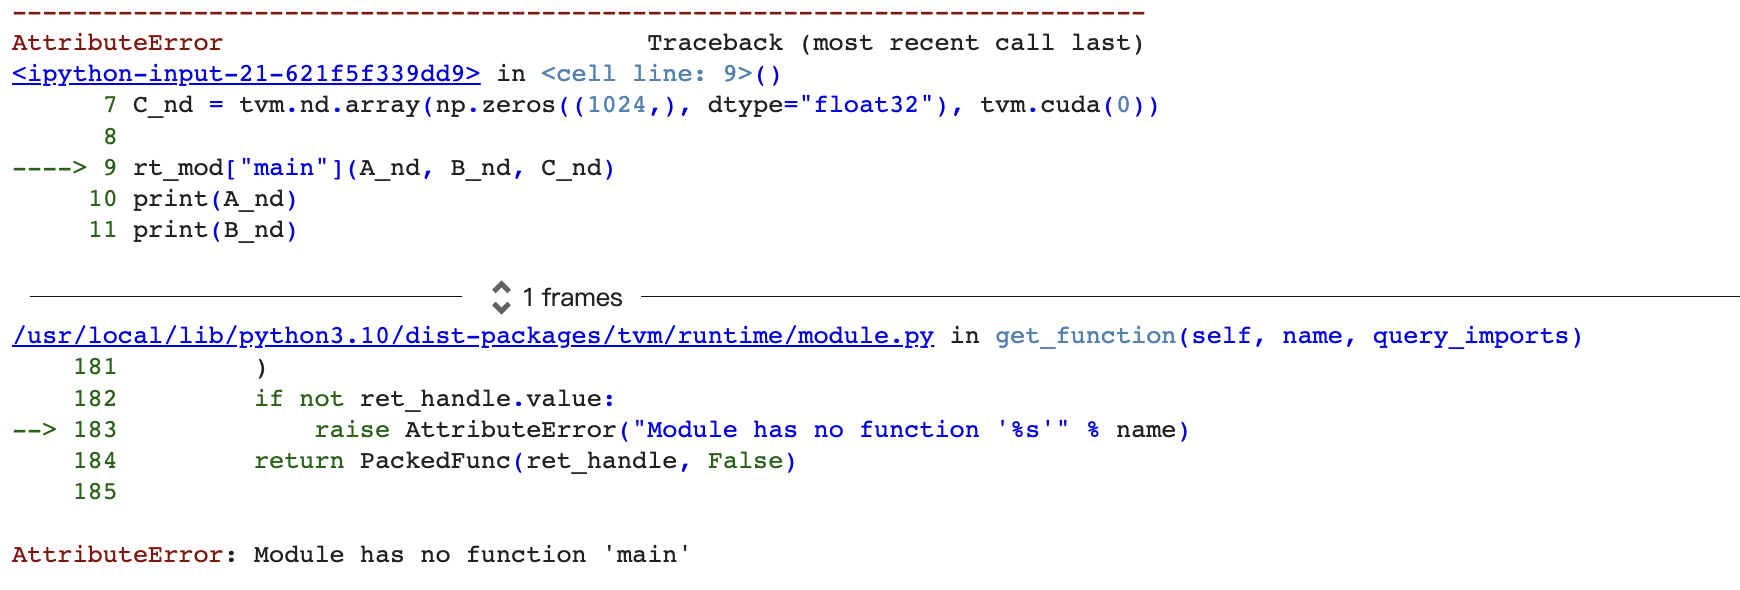 ---------------------------------------------------------------------------
AttributeError                            Traceback (most recent call last)
<ipython-input-21-621f5f339dd9> in <cell line: 9>()
      7 C_nd = tvm.nd.array(np.zeros((1024,), dtype="float32"), tvm.cuda(0))
      8
----> 9 rt_mod["main"](A_nd, B_nd, C_nd)
     10 print(A_nd)
     11 print(B_nd)
1 frames
/usr/local/lib/python3.10/dist-packages/tvm/runtime/module.py in get_function(self, name, query_imports)
    181         )
    182         if not ret_handle.value:
--> 183             raise AttributeError("Module has no function '%s'" % name)
    184         return PackedFunc(ret_handle, False)
    185
AttributeError: Module has no function 'main'